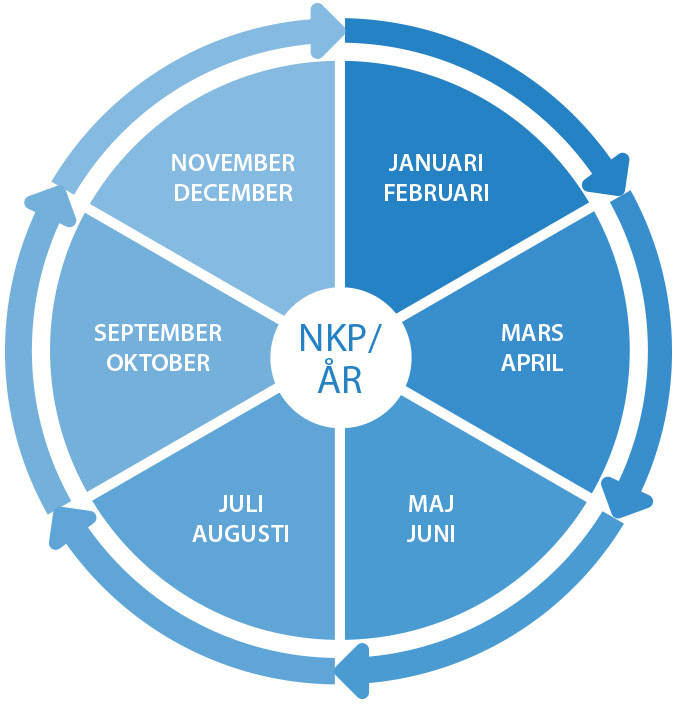 NOVEMBER
DECEMBER
JANUARI
FEBRUARI
SEPTEMBER
OKTOBER
NKP/
ÅR
MARS
APRIL
JULI
AUGUSTI
MAJ
JUNI